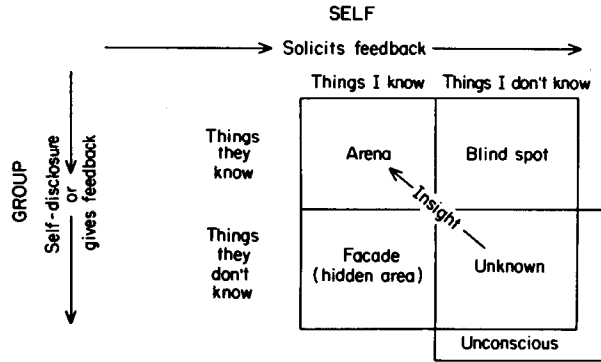 SELF
Solicits feedback
Things I know
Things I don't know
GROUP
Self-disclosure
or
gives feedback
Things
they
know
Arena
Blind spot
Insight
Things
they
don't
know
Facade
(hidden area)
Unknown
Unconscious